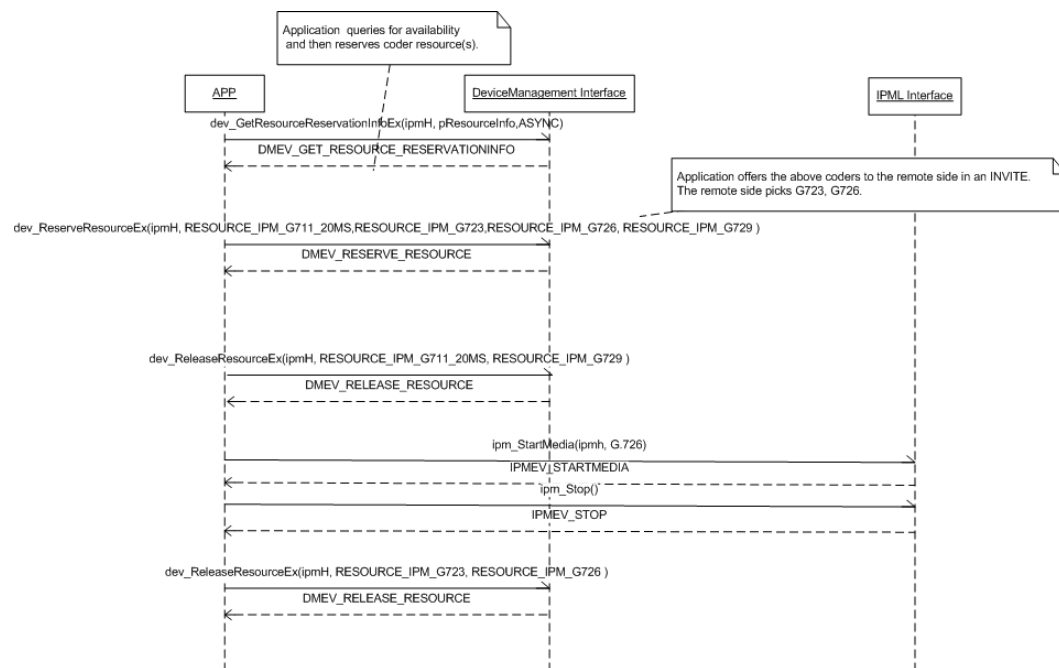 Application queries for availability
and then reserves coder resource(s).
APP
DeviceManagement Interface
IPML Interface
dev_GetResourceReservationInfoEx(ipmH, pResourceInfo,ASYNC)
DMEV_GET_RESOURCE_RESERVATIONINFO
Application offers the above coders to the remote side in an INVITE.
The remote side picks G723, G726.
dev_ReserveResourceEx(ipmH, RESOURCE_IPM_G711_20MS,RESOURCE_IPM_G723,RESOURCE_IPM_G726, RESOURCE_IPM_G729 )
DMEV_RESERVE_RESOURCE
dev_ReleaseResourceEx(ipmH, RESOURCE_IPM_G711_20MS, RESOURCE_IPM_G729 )
DMEV_RELEASE_RESOURCE
ipm_StartMedia(ipmh, G.726)
IPMEV_STARTMEDIA
ipm_Stop()
IPMEV_STOP
dev_ReleaseResourceEx(ipmH, RESOURCE_IPM_G723, RESOURCE_IPM_G726 )
DMEV_RELEASE_RESOURCE